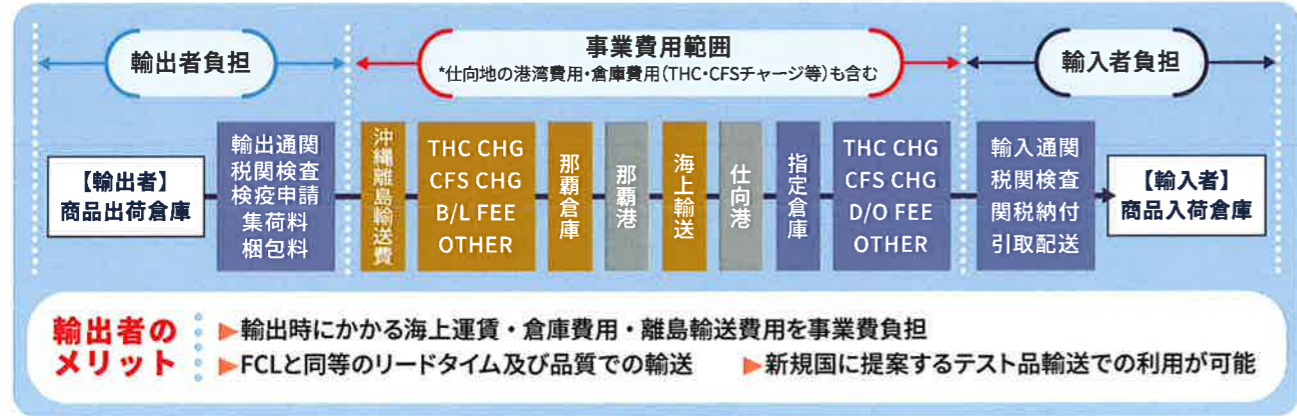 輸出者負担
事業費用範囲
*仕向地の港湾費用・倉庫費用(THC・CFSチャージ等)も含む
輸入者負担
【輸出者】
商品出荷倉庫
輸出通関
税関検査
検疫申請
集荷料
梱包料
沖縄離島輸送費
THC CHG
CFS CHG
B/L FEE
OTHER
那覇倉庫
那覇港
海上輸送
仕向港
指定倉庫
THC CHG
CFS CHG
D/O FEE
OTHER
輸入通関
税関検査
関税納付
引取配送
【輸入者】
商品入荷倉庫
輸出者の
メリット
▶輸出時にかかる海上運賃・倉庫費用・離島輸送費用を事業費負担
▶FCLと同等のリードタイム及び品質での輸送 ▶新規国に提案するテスト品輸送での利用が可能